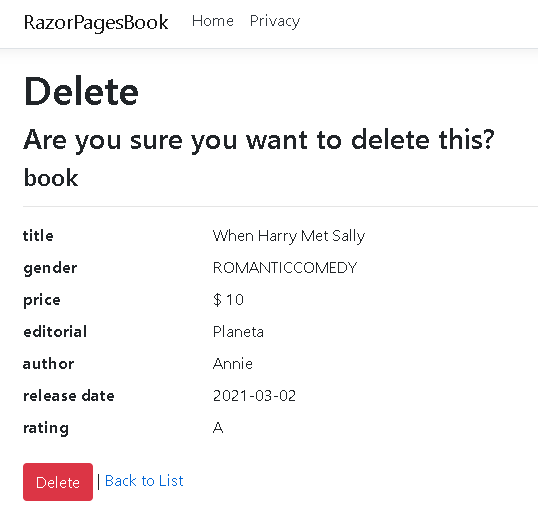 RazorPagesBook Home Privacy
Delete
Are you sure you want to delete this?
book
title When Harry Met Sally
gender ROMANTICCOMEDY
price $ 10
editorial Planeta
author Annie
release date 2021-03-02
rating A
Delete | Back to List